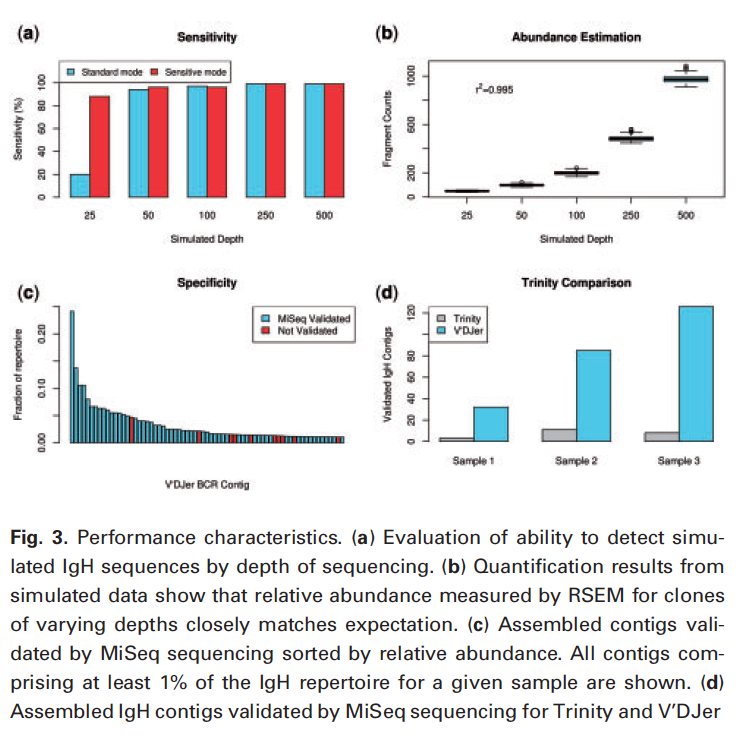 (a)
Sensitivity
Standard mode
Sensitive mode
Sensitivity (%)
100
80
60
40
20
0
25 50 100 250 500
Simulated Depth
(b)
Abundance Estimation
r²=0.995
Fragment Counts
1000
600
200
0
25 50 100 250 500
Simulated Depth
(c)
Specificity
MiSeq Validated
Not Validated
Fraction of repertoire
0.20
0.10
0.00
V'DJer BCR Contig
(d)
Trinity Comparison
Trinity
V'DJer
Validated IgH Contigs
120
80
60
40
20
0
Sample 1 Sample 2 Sample 3
Fig. 3. Performance characteristics. (a) Evaluation of ability to detect simu-
lated IgH sequences by depth of sequencing. (b) Quantification results from
simulated data show that relative abundance measured by RSEM for clones
of varying depths closely matches expectation. (c) Assembled contigs vali-
dated by MiSeq sequencing sorted by relative abundance. All contigs com-
prising at least 1% of the IgH repertoire for a given sample are shown. (d)
Assembled IgH contigs validated by MiSeq sequencing for Trinity and V'DJer